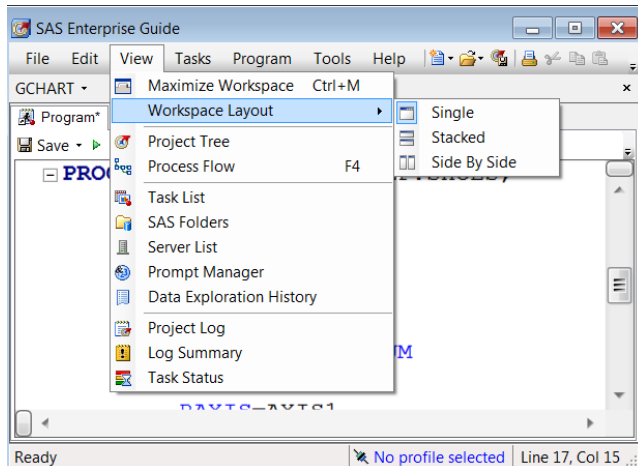 SAS Enterprise Guide
File Edit View Tasks Program Tools Help
GCHART
Maximize Workspace Ctrl+M
Workspace Layout
Single
Program*
Stacked
Save
Project Tree
Side By Side
Process Flow F4
Task List
SAS Folders
Server List
Prompt Manager
Data Exploration History
Project Log
Log Summary
Task Status
Ready No profile selected Line 17, Col 15